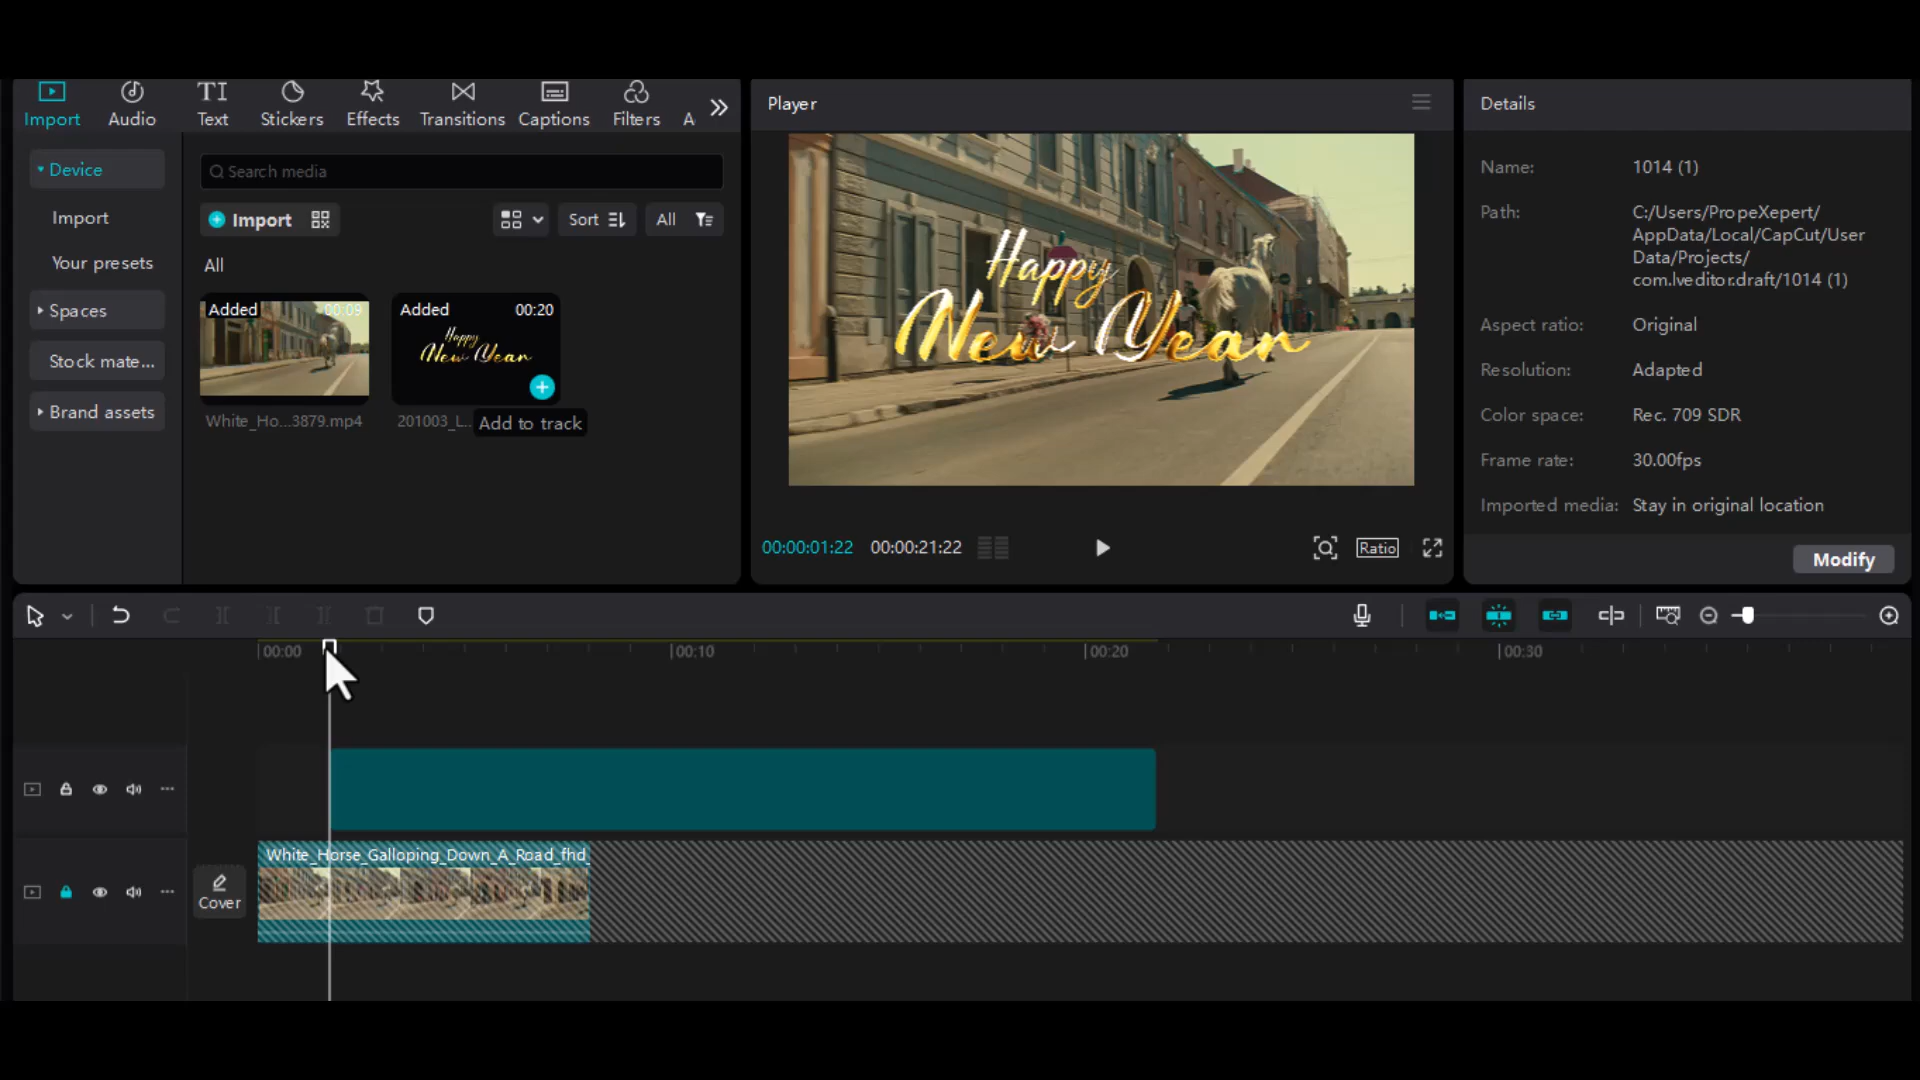 Import
Audio
TI
Text
Stickers
Effects
Transitions
Captions
Filters
A
Device
Import
Your presets
Spaces
Stock mate...
Brand assets
Search media
Import
Sort
All
All
Added 00:09
White_Ho...3879.mp4
Added 00:20
Happy
New Year
201003_L...
Add to track
Player
Happy
New Year
00:00:01:22 00:00:21:22
Ratio
Details
Name: 1014 (1)
Path: C:/Users/PropeXepert/
AppData/Local/CapCut/User
Data/Projects/
com.lveditor.draft/1014 (1)
Aspect ratio: Original
Resolution: Adapted
Color space: Rec. 709 SDR
Frame rate: 30.00fps
Imported media: Stay in original location
Modify
00:00 00:10 00:20 00:30
Cover
White_Horse_Galloping_Down_A_Road_fhd_